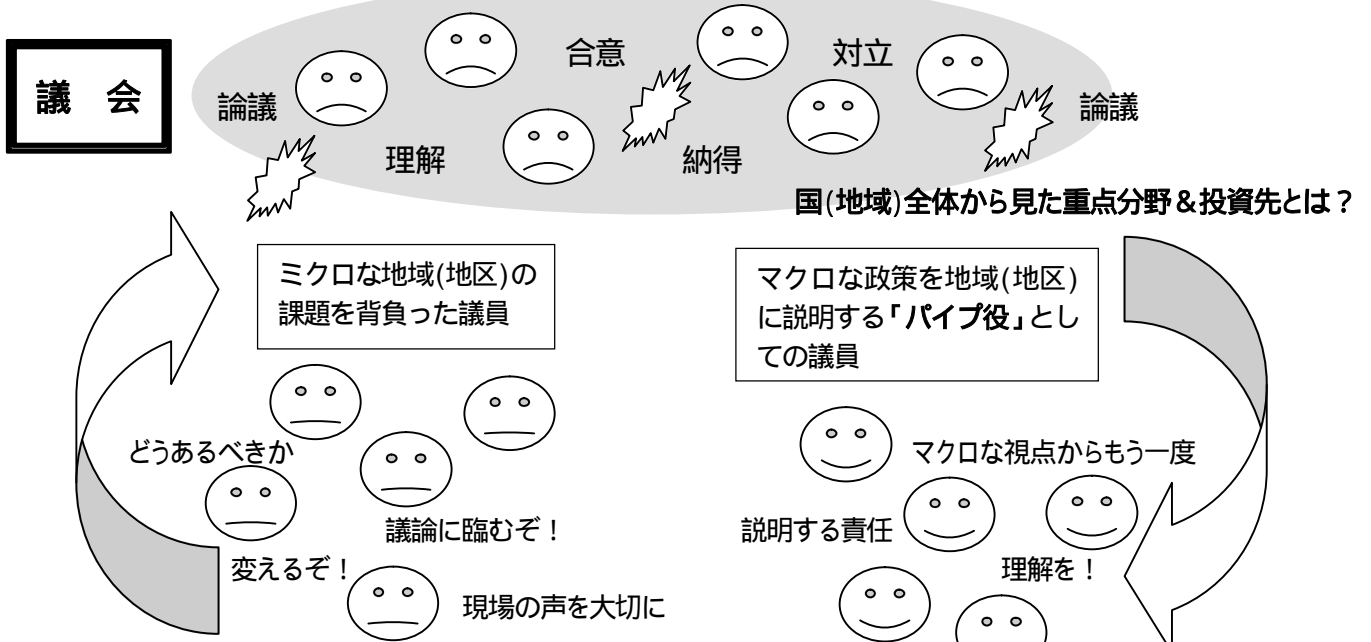 議　会
合意
対立
論議
論議
理解
納得
国(地域)全体から見た重点分野＆投資先とは？
ミクロな地域(地区)の
課題を背負った議員
マクロな政策を地域(地区)
に説明する「パイプ役」とし
ての議員
どうあるべきか
議論に臨むぞ！
変えるぞ！
現場の声を大切に
マクロな視点からもう一度
説明する責任
理解を！